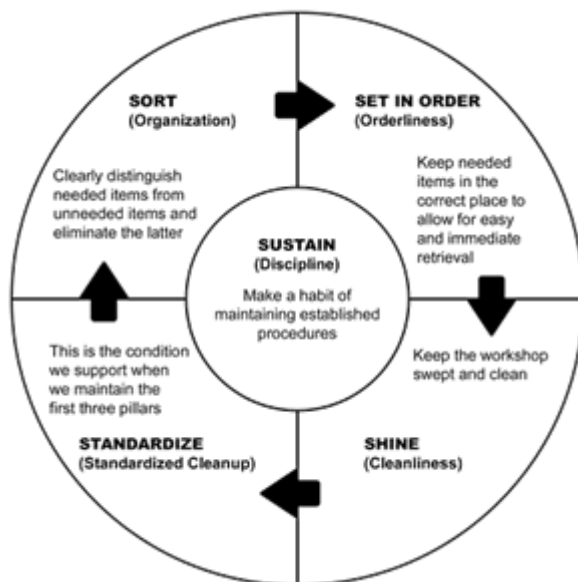 SORT
(Organization)
Clearly distinguish
needed items from
unneeded items and
eliminate the latter
SET IN ORDER
(Orderliness)
Keep needed
items in the
correct place to
allow for easy
and immediate
retrieval
SUSTAIN
(Discipline)
Make a habit of
maintaining established
procedures
This is the condition
we support when
we maintain the
first three pillars
STANDARDIZE
(Standardized Cleanup)
Keep the workshop
swept and clean
SHINE
(Cleanliness)